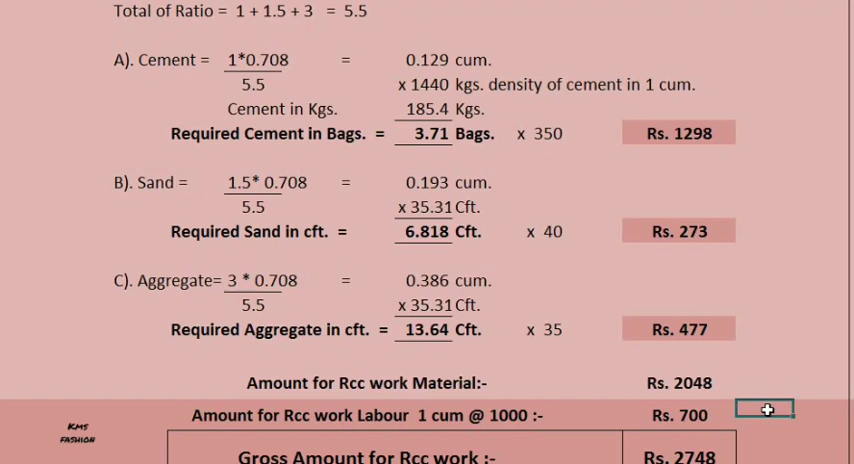 Total of Ratio = 1 + 1.5 + 3 = 5.5
A). Cement = 1*0.708 = 0.129 cum.
5.5 x 1440 kgs. density of cement in 1 cum.
Cement in Kgs. 185.4 Kgs.
Required Cement in Bags. = 3.71 Bags. x 350 Rs. 1298
B). Sand = 1.5* 0.708 = 0.193 cum.
5.5 x 35.31 Cft.
Required Sand in cft. = 6.818 Cft. x 40 Rs. 273
C). Aggregate= 3 * 0.708 = 0.386 cum.
5.5 x 35.31 Cft.
Required Aggregate in cft. = 13.64 Cft. x 35 Rs. 477
Amount for Rcc work Material:- Rs. 2048
Amount for Rcc work Labour 1 cum @ 1000 :- Rs. 700
KMS
FASHION
Gross Amount for Rcc work :- Rs. 2748